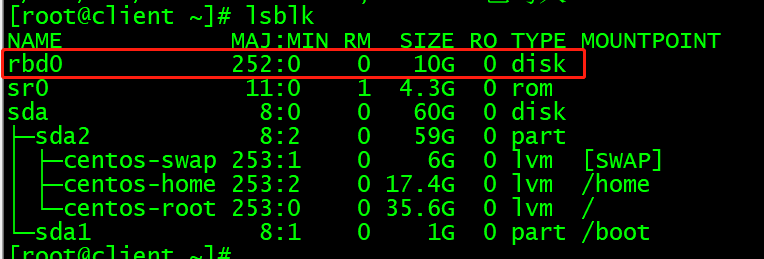 [root@client ~]# lsblk
NAME MAJ:MIN RM SIZE RO TYPE MOUNTPOINT
rbd0 252:0 0 10G 0 disk
sr0 11:0 1 4.3G 0 rom
sda 8:0 0 60G 0 disk
├─sda2 8:2 0 59G 0 part
│ ├─centos-swap 253:1 0 6G 0 lvm [SWAP]
│ ├─centos-home 253:2 0 17.4G 0 lvm /home
│ └─centos-root 253:0 0 35.6G 0 lvm /
└─sda1 8:1 0 1G 0 part /boot
[root@client ~]#